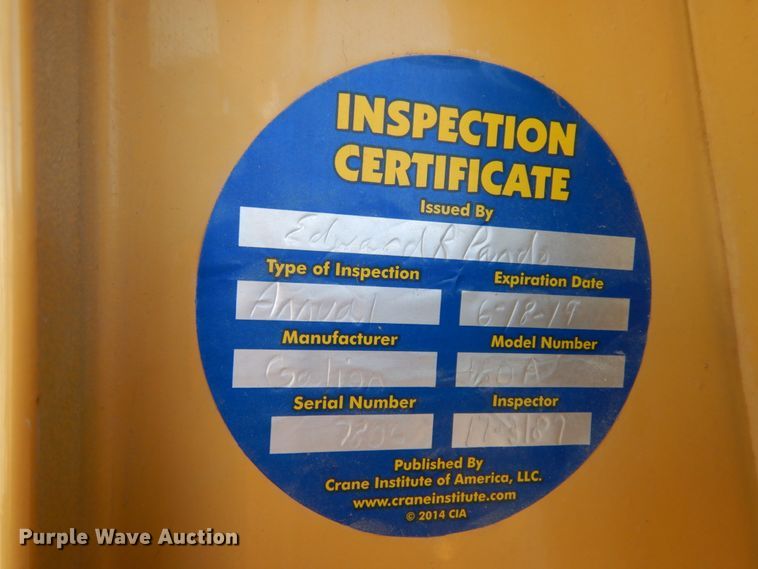 INSPECTION
CERTIFICATE
Issued By
Edward R Pando
Type of Inspection Expiration Date
Annual 6-18-19
Manufacturer Model Number
Galion
Serial Number Inspector
Published By
Crane Institute of America, LLC.
www.craneinstitute.com
© 2014 CIA
Purple Wave Auction